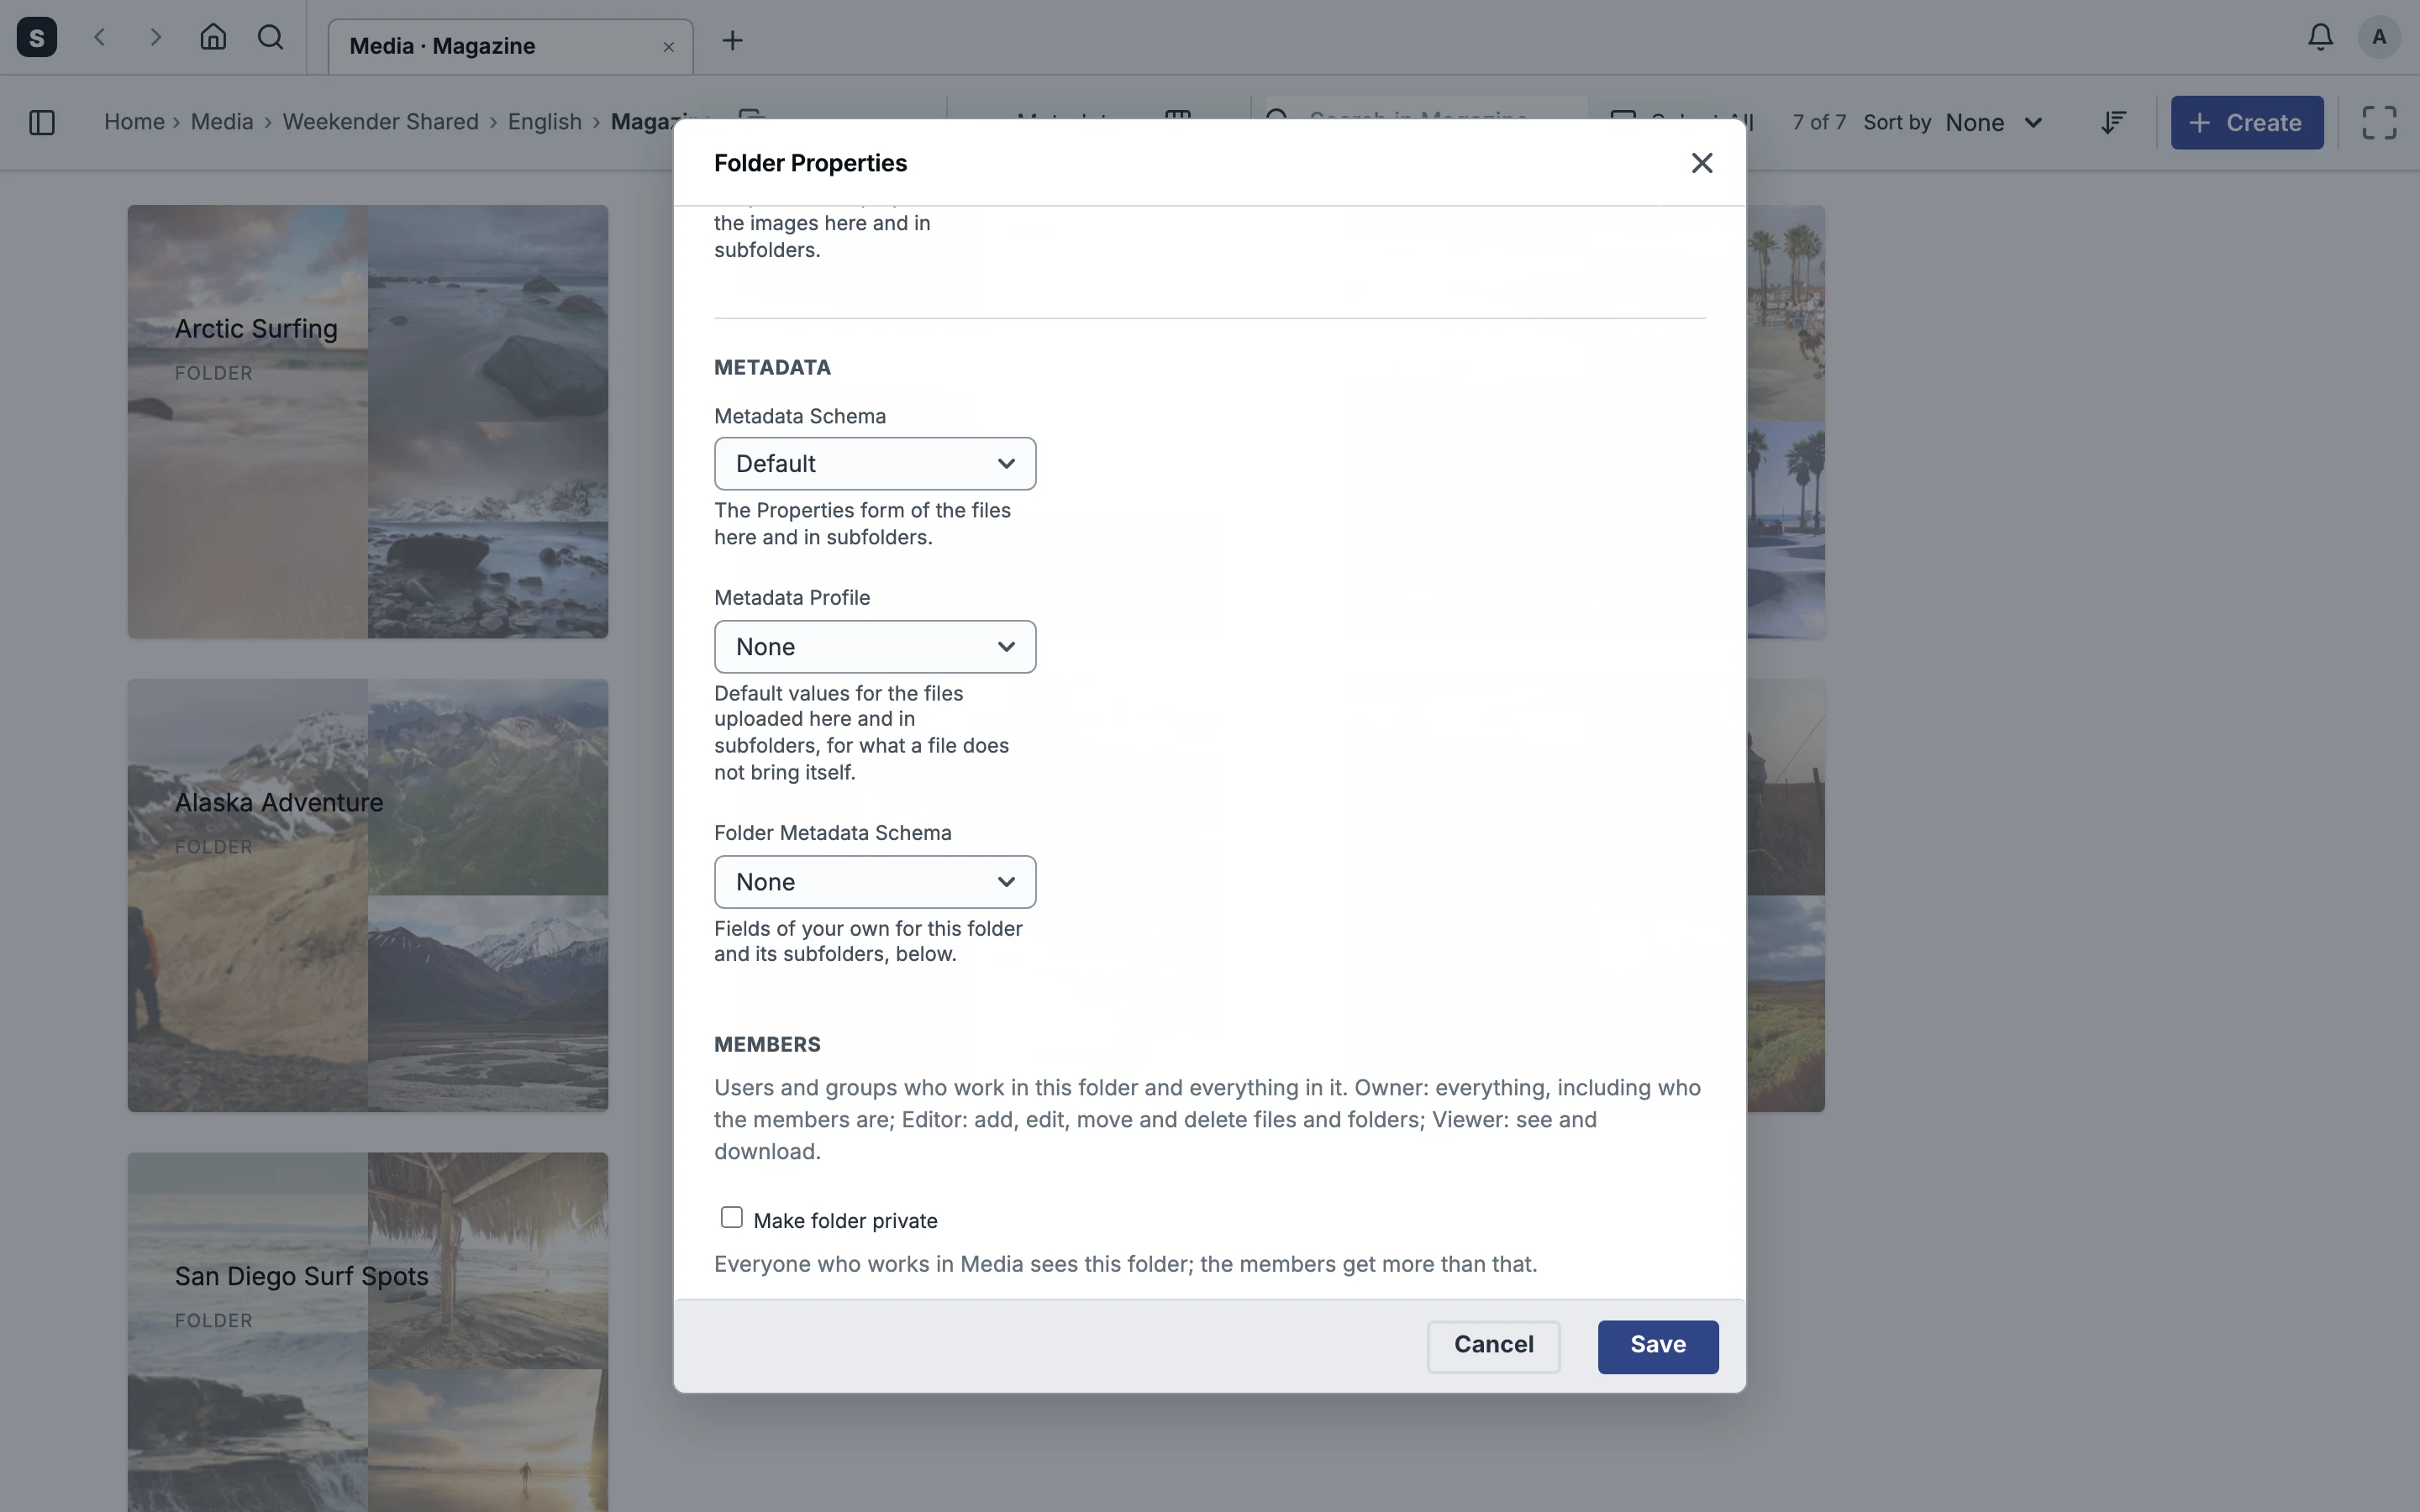 S
Media · Magazine
A
Home › Media › Weekender Shared › English ›
7 of 7 Sort by None
+ Create
Folder Properties
the images here and in
subfolders.
METADATA
Metadata Schema
Default
The Properties form of the files
here and in subfolders.
Metadata Profile
None
Default values for the files
uploaded here and in
subfolders, for what a file does
not bring itself.
Folder Metadata Schema
None
Fields of your own for this folder
and its subfolders, below.
MEMBERS
Users and groups who work in this folder and everything in it. Owner: everything, including who
the members are; Editor: add, edit, move and delete files and folders; Viewer: see and
download.
Make folder private
Everyone who works in Media sees this folder; the members get more than that.
Cancel
Save
Arctic Surfing
FOLDER
Alaska Adventure
FOLDER
San Diego Surf Spots
FOLDER